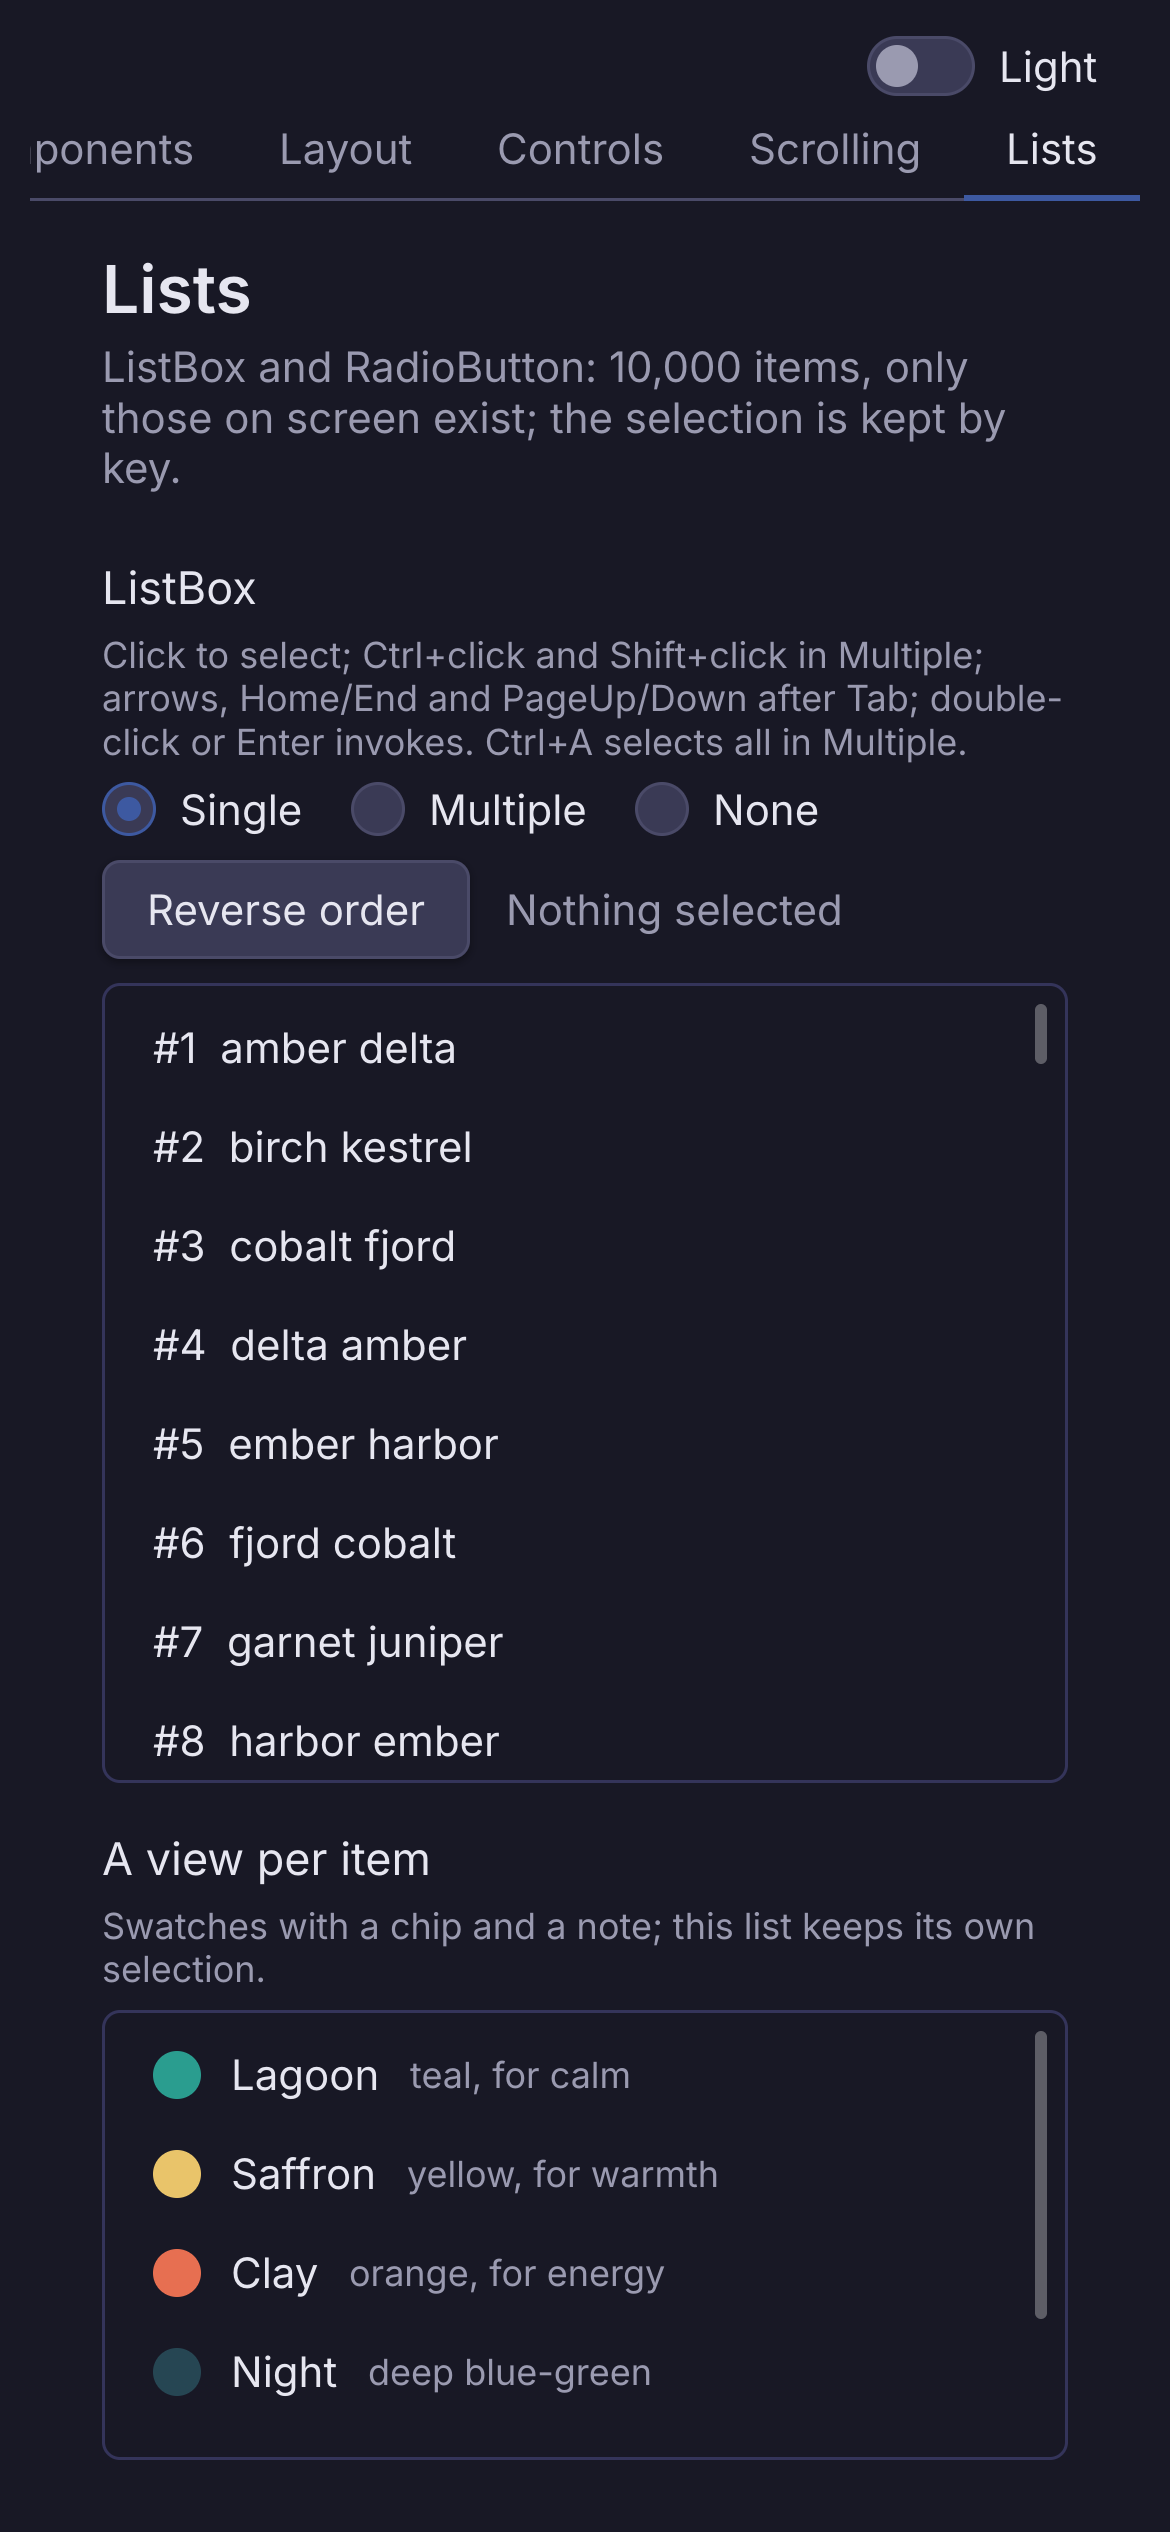 Light
ponents Layout Controls Scrolling Lists
Lists
ListBox and RadioButton: 10,000 items, only
those on screen exist; the selection is kept by
key.
ListBox
Click to select; Ctrl+click and Shift+click in Multiple;
arrows, Home/End and PageUp/Down after Tab; double-
click or Enter invokes. Ctrl+A selects all in Multiple.
Single Multiple None
Reverse order Nothing selected
#1 amber delta
#2 birch kestrel
#3 cobalt fjord
#4 delta amber
#5 ember harbor
#6 fjord cobalt
#7 garnet juniper
#8 harbor ember
A view per item
Swatches with a chip and a note; this list keeps its own
selection.
Lagoon teal, for calm
Saffron yellow, for warmth
Clay orange, for energy
Night deep blue-green